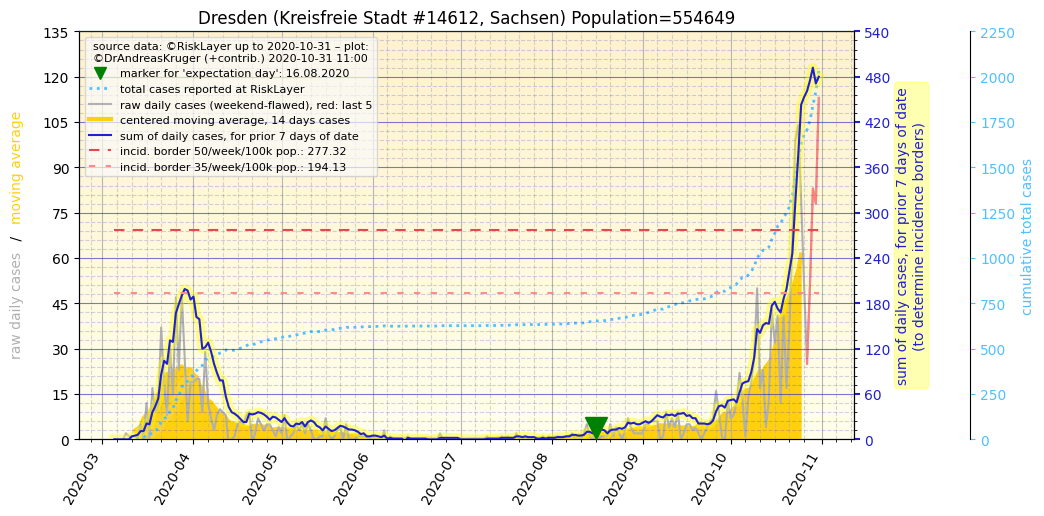 Dresden (Kreisfreie Stadt #14612, Sachsen) Population=554649
source data: ©RiskLayer up to 2020-10-31 – plot:
©DrAndreasKruger (+contrib.) 2020-10-31 11:00
marker for 'expectation day': 16.08.2020
total cases reported at RiskLayer
raw daily cases (weekend-flawed), red: last 5
centered moving average, 14 days cases
sum of daily cases, for prior 7 days of date
incid. border 50/week/100k pop.: 277.32
incid. border 35/week/100k pop.: 194.13
raw daily cases / moving average
135
120
105
90
75
60
45
30
15
0
540
480
420
360
300
240
180
120
60
0
sum of daily cases, for prior 7 days of date
(to determine incidence borders)
2250
2000
1750
1500
1250
1000
750
500
250
0
cumulative total cases
2020-03
2020-04
2020-05
2020-06
2020-07
2020-08
2020-09
2020-10
2020-11